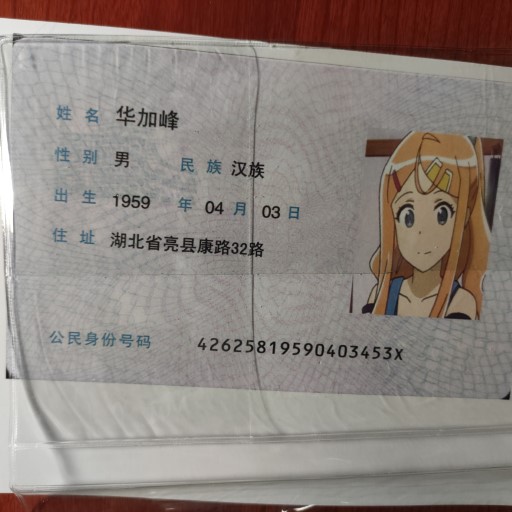 姓名 华加峰
性别 男 民族 汉族
出生 1959 年 04 月 03 日
住址 湖北省亮县康路32路
公民身份号码 42625819590403453X